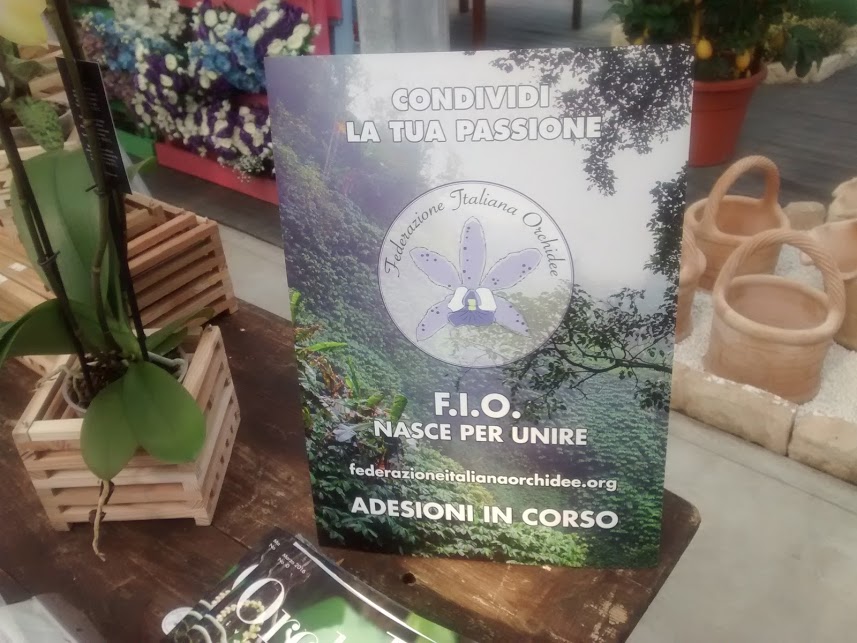 CONDIVIDI
LA TUA PASSIONE
Federazione Italiana Orchidee
F.I.O.
NASCE PER UNIRE
federazioneitalianaorchidee.org
ADESIONI IN CORSO